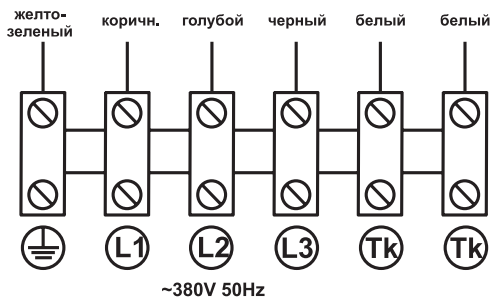 желто-
зеленый коричн. голубой черный белый белый
L1 L2 L3 Tk Tk
~380V 50Hz